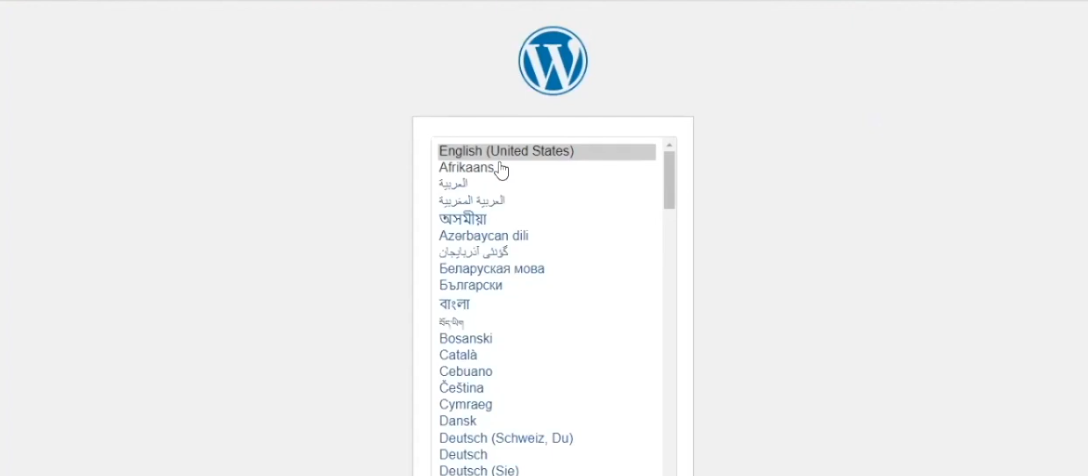 English (United States)
Afrikaans
العربية
العربية المغربية
অসমীয়া
Azərbaycan dili
گؤنئی آذربایجان
Беларуская мова
Български
বাংলা
བོད་ཡིག
Bosanski
Català
Cebuano
Čeština
Cymraeg
Dansk
Deutsch (Schweiz, Du)
Deutsch
Deutsch (Sie)